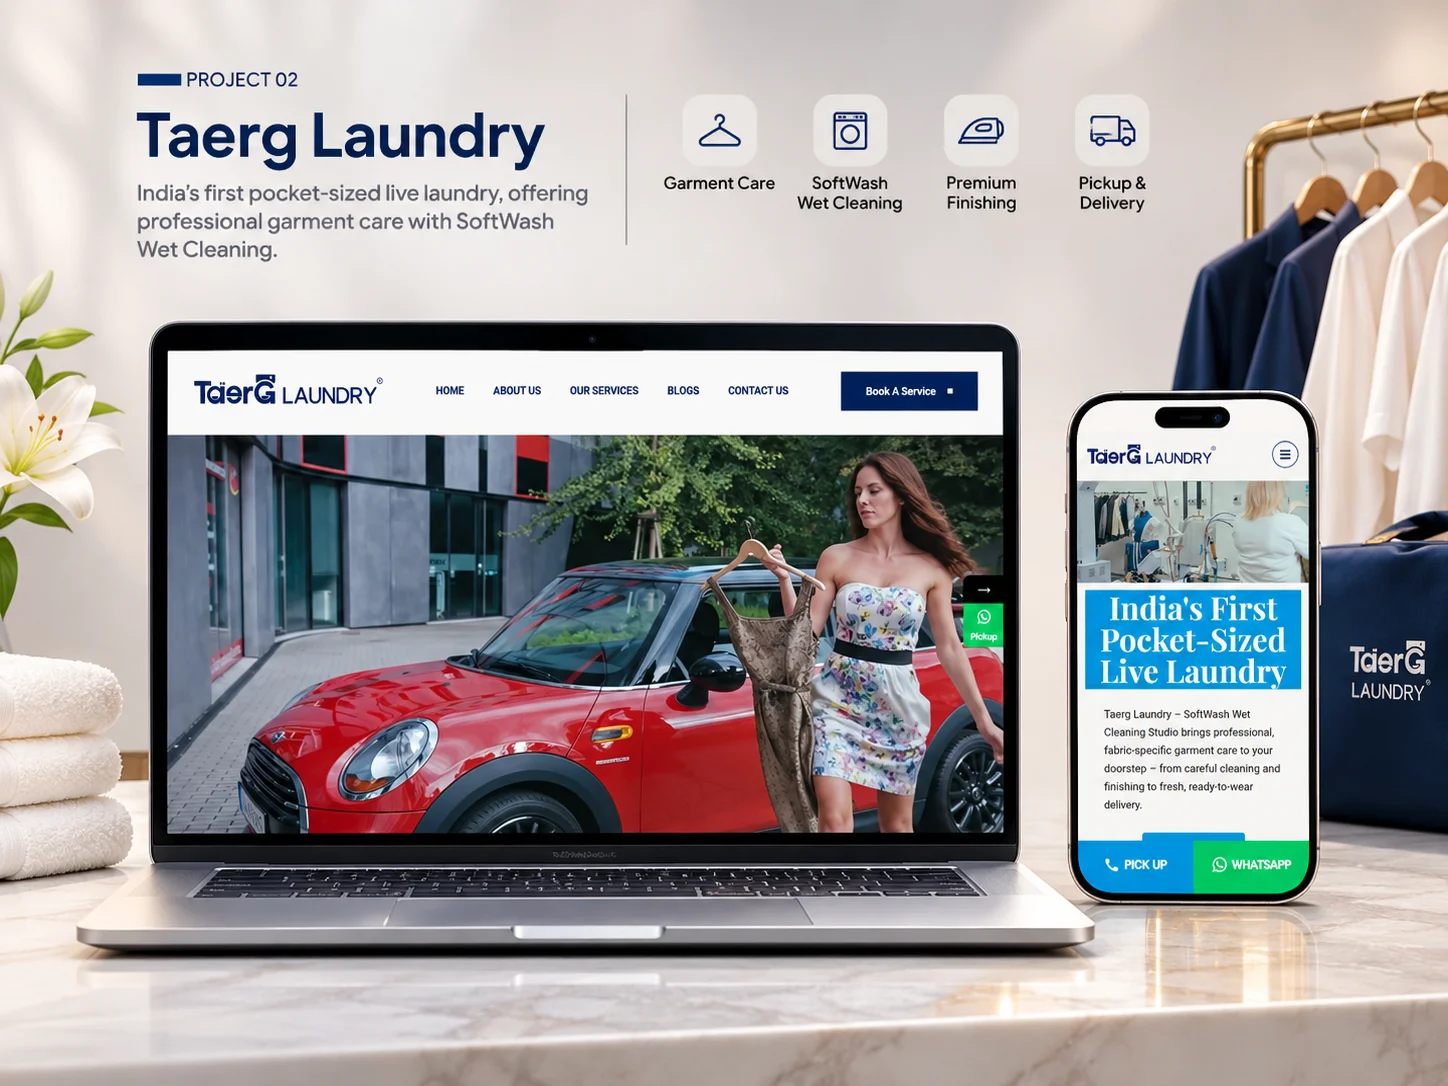 PROJECT 02
Taerg Laundry
India's first pocket-sized live laundry, offering
professional garment care with SoftWash
Wet Cleaning.
Garment Care
SoftWash
Wet Cleaning
Premium
Finishing
Pickup &
Delivery
TaerG LAUNDRY®
HOME
ABOUT US
OUR SERVICES
BLOGS
CONTACT US
Book A Service
Pickup
TaerG LAUNDRY®
India's First
Pocket-Sized
Live Laundry
Taerg Laundry – SoftWash Wet
Cleaning Studio brings professional,
fabric-specific garment care to your
doorstep – from careful cleaning and
finishing to fresh, ready-to-wear
delivery.
PICK UP
WHATSAPP
TaerG
LAUNDRY®